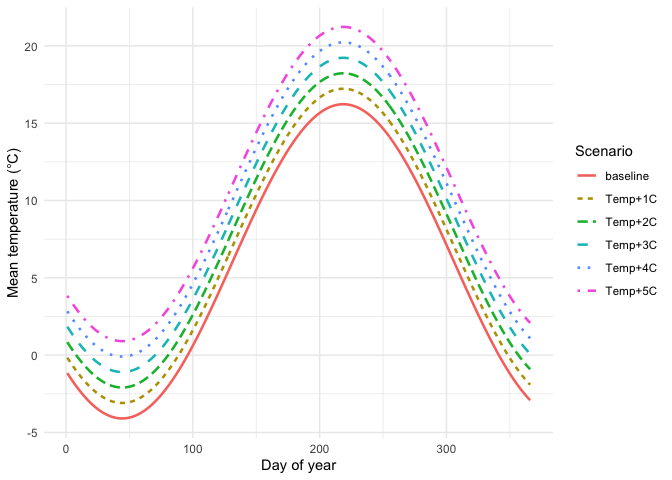 20
15
10
5
0
-5
Mean temperature (°C)
0 100 200 300
Day of year
Scenario
baseline
Temp+1C
Temp+2C
Temp+3C
Temp+4C
Temp+5C